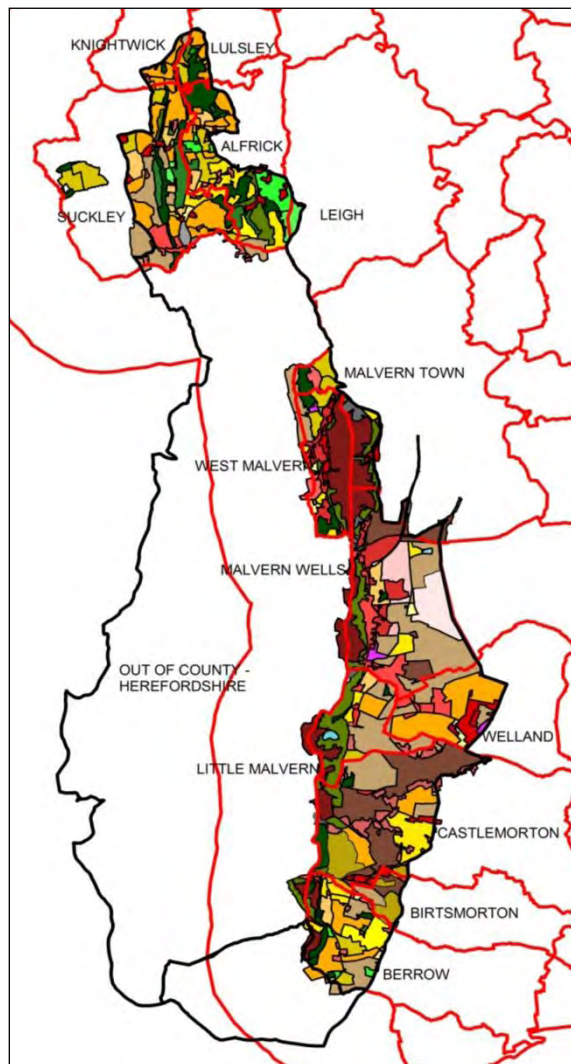 KNIGHTWICK
LULSLEY
ALFRICK
SUCKLEY
LEIGH
MALVERN TOWN
WEST MALVERN
MALVERN WELLS
OUT OF COUNTY -
HEREFORDSHIRE
WELLAND
LITTLE MALVERN
CASTLEMORTON
BIRTSMORTON
BERROW